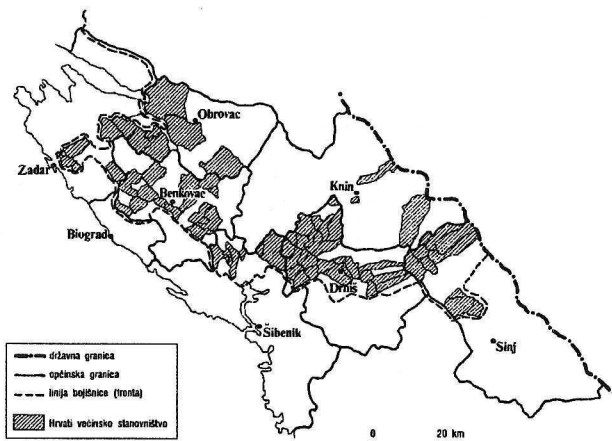 Obrovac
Zadar
Benkovac
Knin
Biograd
Drniš
Šibenik
Sinj
državna granica
općinska granica
linija bojišnice (fronta)
Hrvati većinsko stanovništvo
0 20 km